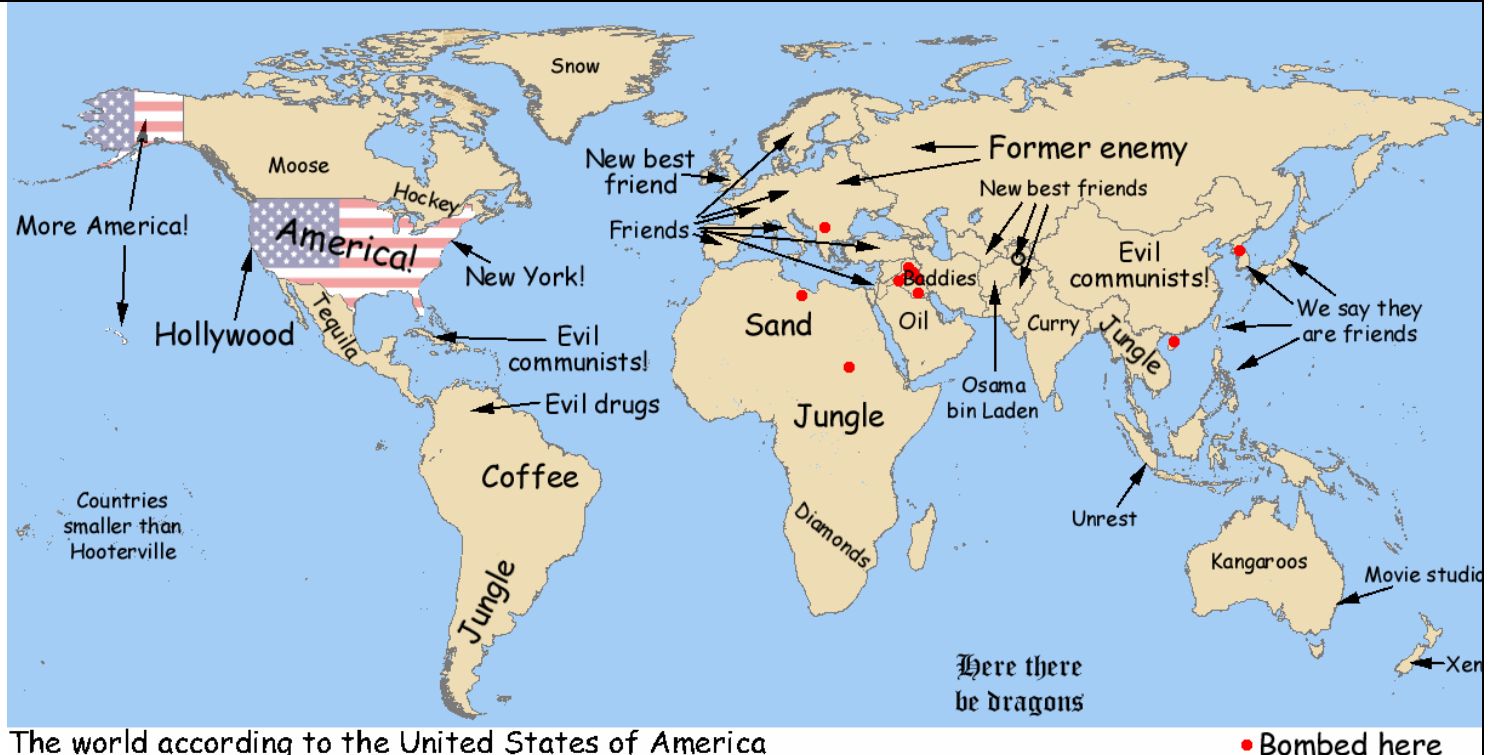 Snow
Moose
Hockey
More America!
America!
New York!
Hollywood
Tequila
Evil
communists!
Evil drugs
Coffee
Jungle
Countries
smaller than
Hooterville
New best
friend
Friends
Former enemy
New best friends
Baddies
Evil
communists!
We say they
are friends
Sand
Oil
Curry
Jungle
Osama
bin Laden
Jungle
Diamonds
Unrest
Kangaroos
Movie studio
Xen
Here there
be dragons
The world according to the United States of America
Bombed here